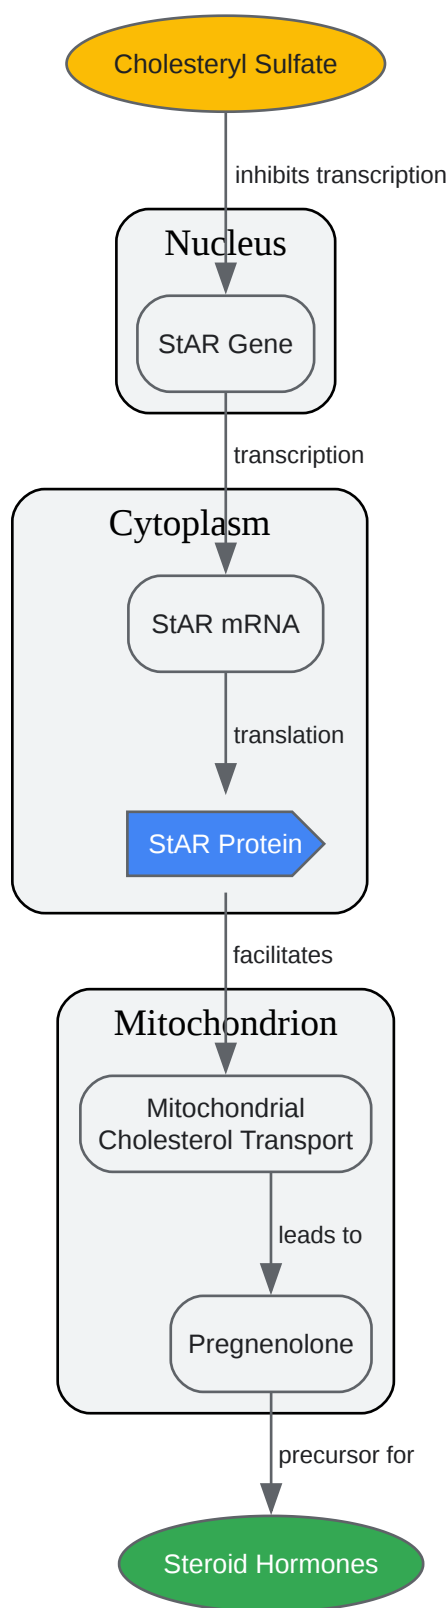 Cholesteryl Sulfate
inhibits transcription
Nucleus
StAR Gene
transcription
Cytoplasm
StAR mRNA
translation
StAR Protein
facilitates
Mitochondrion
Mitochondrial
Cholesterol Transport
leads to
Pregnenolone
precursor for
Steroid Hormones